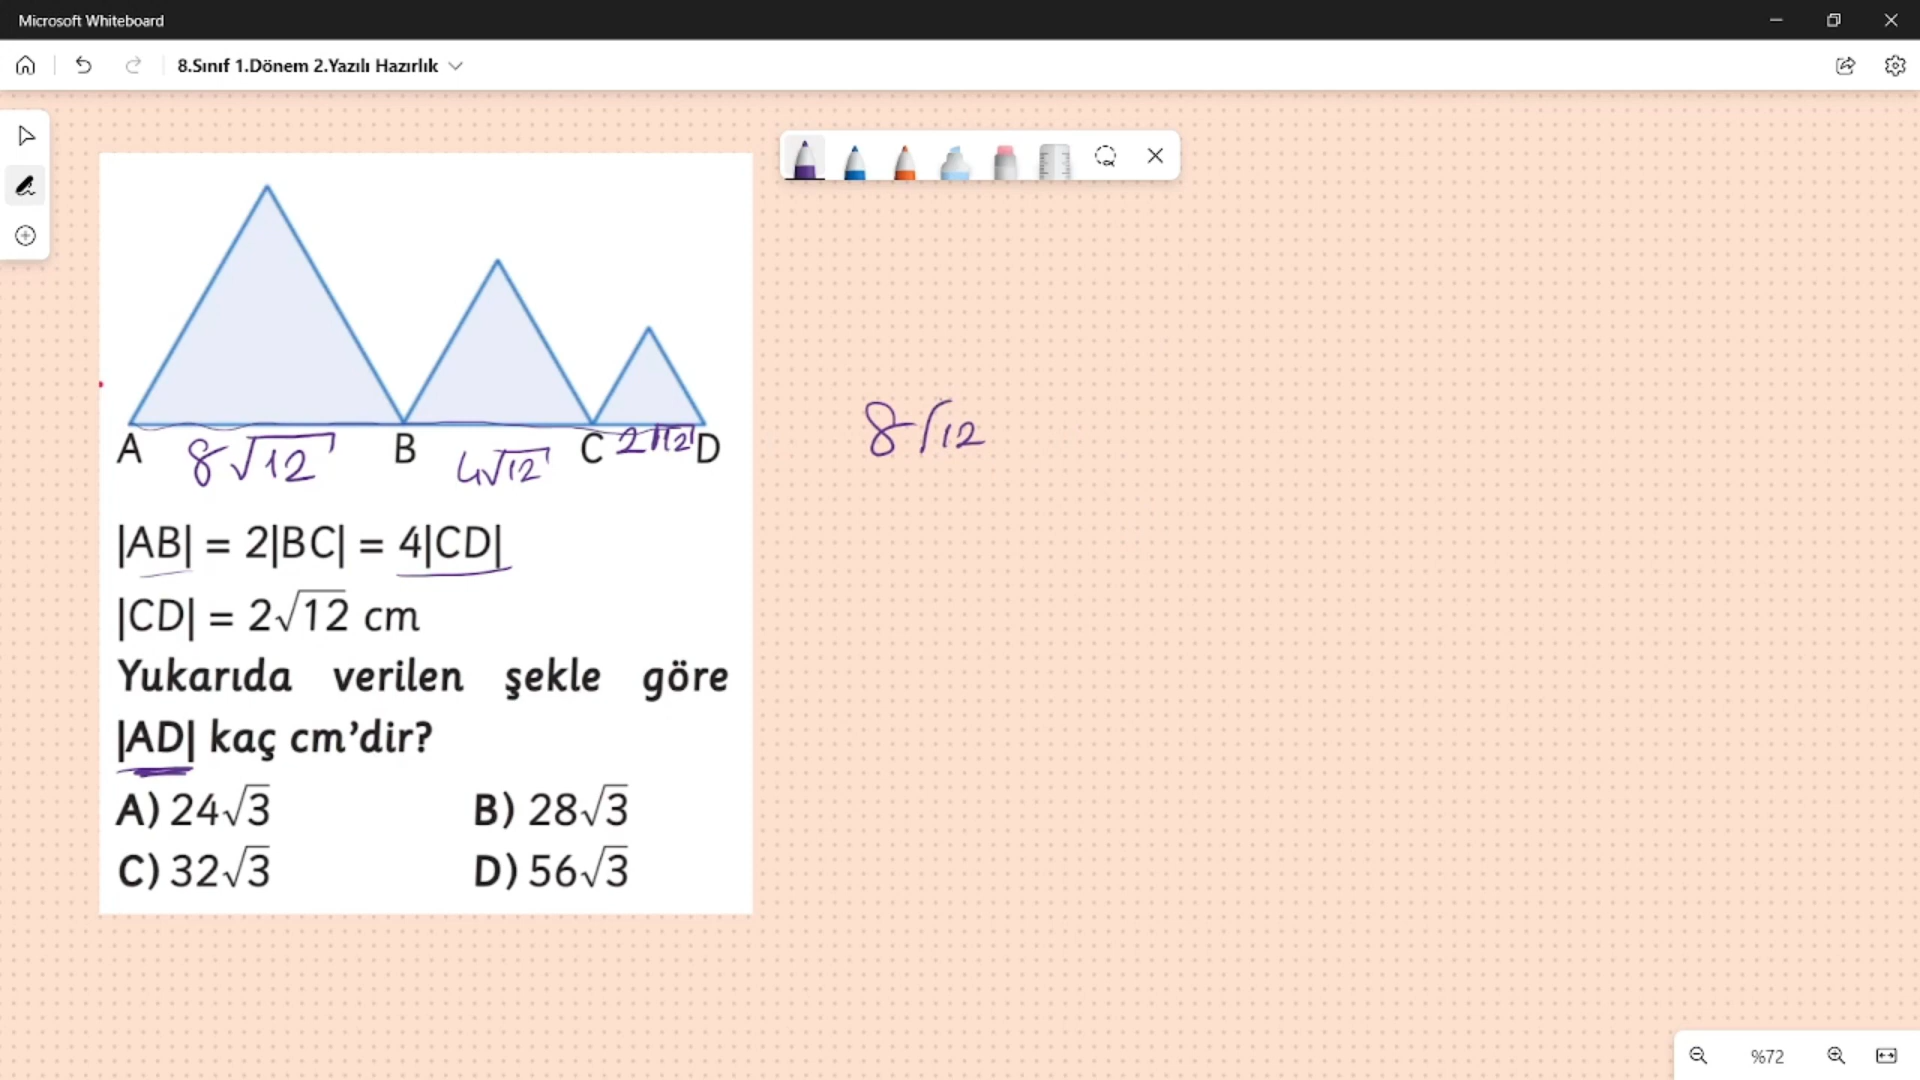 Microsoft Whiteboard
8.Sınıf 1.Dönem 2.Yazılı Hazırlık
A B C D
8√12 4√12 2√12
8√12
|AB| = 2|BC| = 4|CD|
|CD| = 2√12 cm
Yukarıda verilen şekle göre
|AD| kaç cm’dir?
A) 24√3 B) 28√3
C) 32√3 D) 56√3
%72